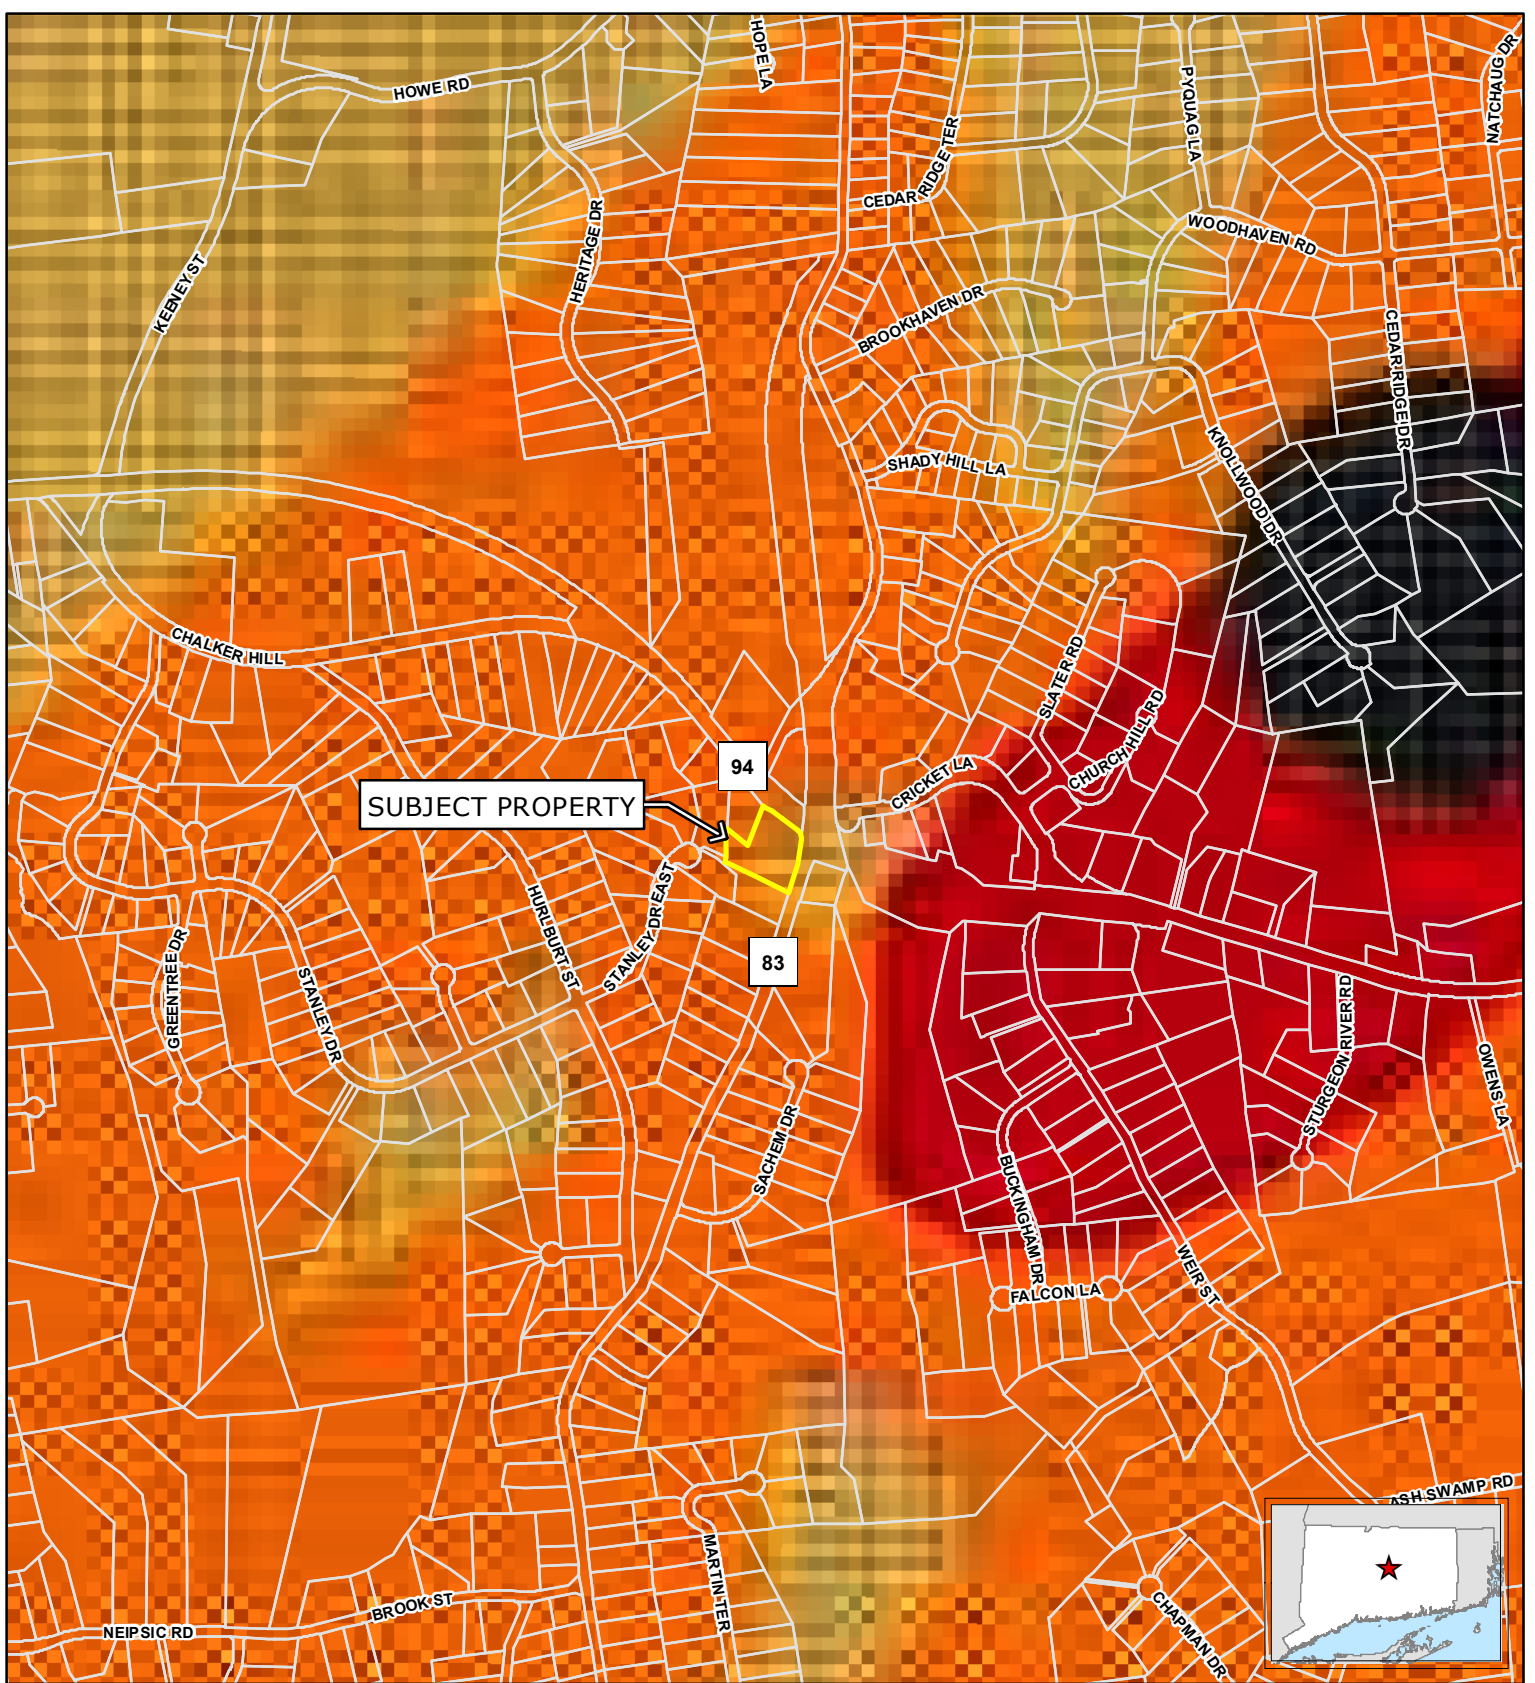 HOPE LA
NATCHAUG DR
HOWE RD
PYQUAG LA
CEDAR RIDGE TER
WOODHAVEN RD
HERITAGE DR
KEENEY ST
BROOKHAVEN DR
CEDAR RIDGE DR
SHADY HILL LA
KNOLLWOOD DR
CHALKER HILL
SLATER RD
CHURCH HILL RD
94
CRICKET LA
SUBJECT PROPERTY
HURLBURT ST
STANLEY DR EAST
83
GREENTREE DR
STANLEY DR
STURGEON RIVER RD
OWENS LA
SACHEM DR
BUCKINGHAM DR
WEIR ST
FALCON LA
ASH SWAMP RD
MARTIN TER
BROOK ST
NEIPSIC RD
CHAPMAN DR